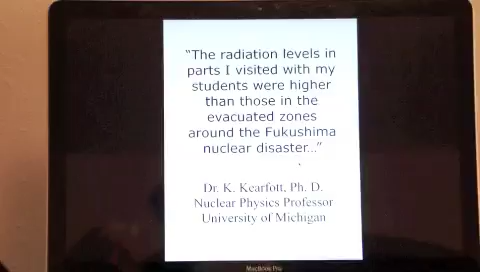 “The radiation levels in
parts I visited with my
students were higher
than those in the
evacuated zones
around the Fukushima
nuclear disaster...”
Dr. K. Kearfott, Ph. D.
Nuclear Physics Professor
University of Michigan
MacBook Pro